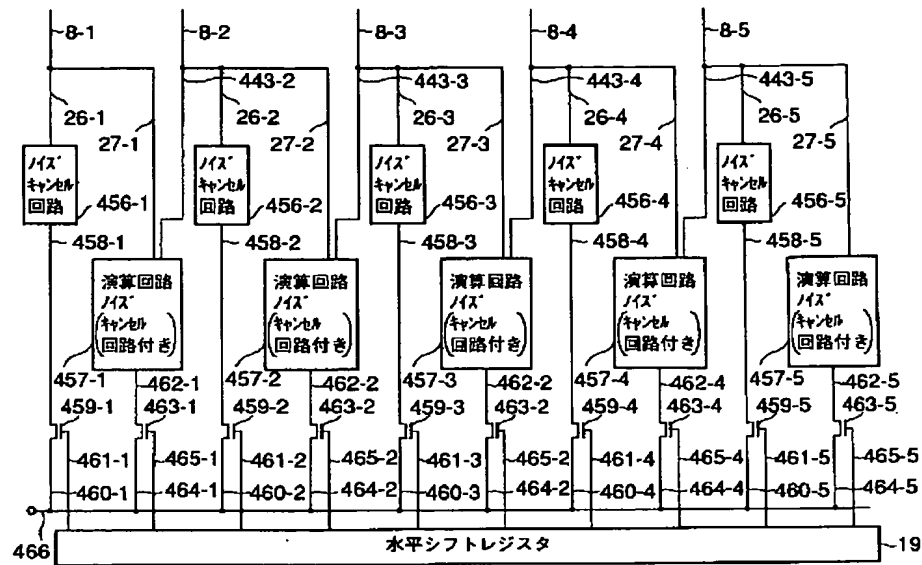 8-1 8-2 8-3 8-4 8-5
443-2 443-3 443-4 443-5
26-1 26-2 26-3 26-4 26-5
27-1 27-2 27-3 27-4 27-5
ノイズ ノイズ ノイズ ノイズ ノイズ
キャンセル キャンセル キャンセル キャンセル キャンセル
回路 回路 回路 回路 回路
456-1 456-2 456-3 456-4 456-5
458-1 458-2 458-3 458-4 458-5
演算回路 演算回路 演算回路 演算回路 演算回路
ノイズ ノイズ ノイズ ノイズ ノイズ
(キャンセル (キャンセル (キャンセル (キャンセル (キャンセル
回路付き) 回路付き) 回路付き) 回路付き) 回路付き)
457-1 462-1 457-2 462-2 457-3 462-2 457-4 462-4 457-5 462-5
459-1 463-1 459-2 463-2 459-3 463-2 459-4 463-4 459-5 463-5
461-1 465-1 461-2 465-2 461-3 465-2 461-4 465-4 461-5 465-5
460-1 464-1 460-2 464-2 460-3 464-2 460-4 464-4 460-5 464-5
466 水平シフトレジスタ 19